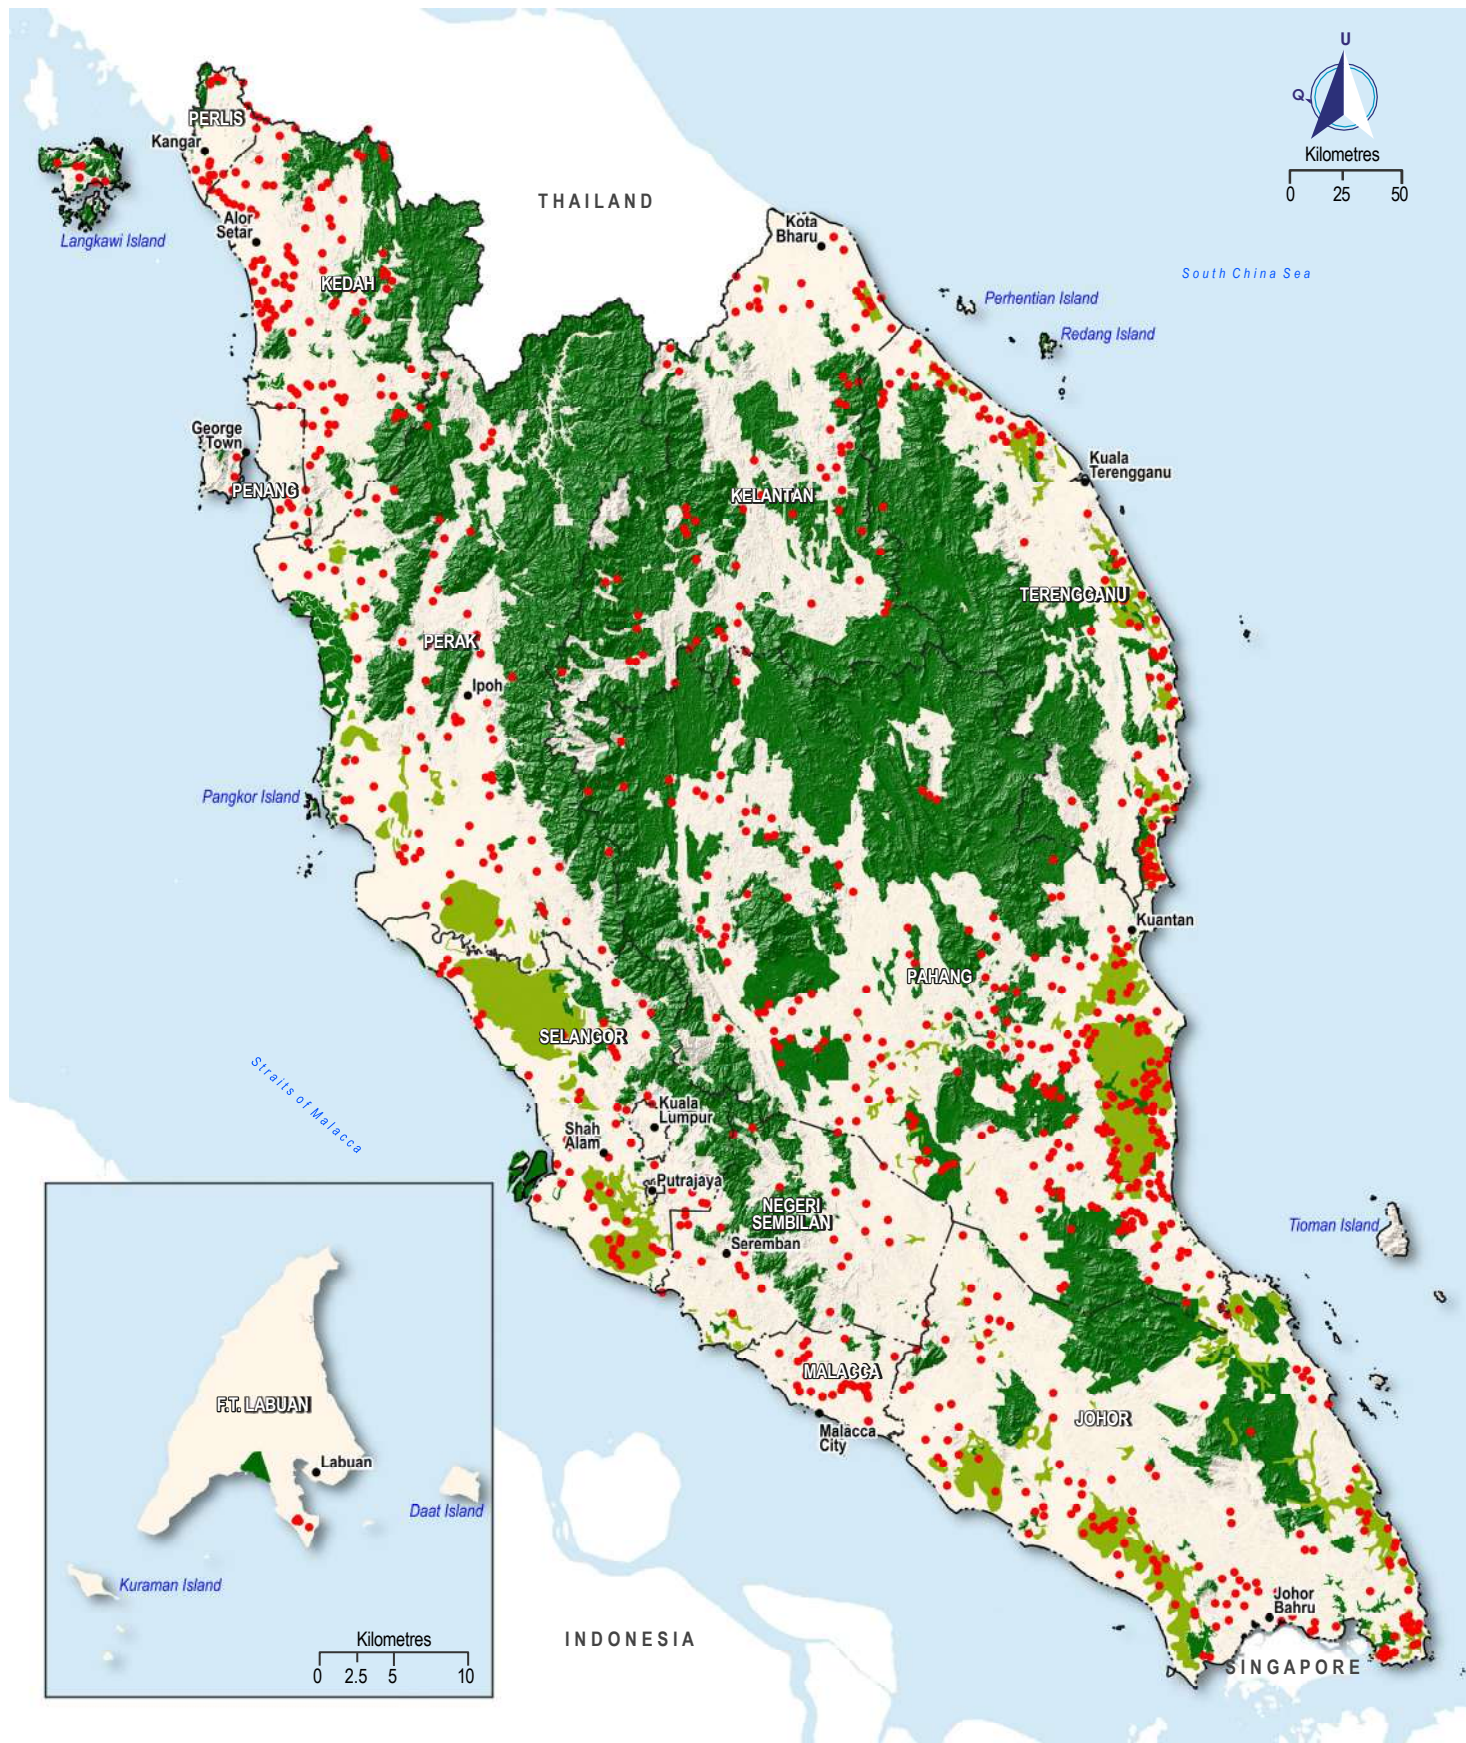 U
Q
Kilometres
0 25 50
PERLIS
Kangar
THAILAND
Langkawi Island
Alor
Setar
Kota
Bharu
South China Sea
KEDAH
Perhentian Island
Redang Island
George
Town
PENANG
Kuala
Terengganu
KELANTAN
TERENGGANU
PERAK
Ipoh
Pangkor Island
Kuantan
PAHANG
SELANGOR
Straits of Malacca
Kuala
Lumpur
Shah
Alam
Putrajaya
NEGERI
SEMBILAN
Seremban
Tioman Island
MALACCA
Malacca
City
JOHOR
F.T. LABUAN
Labuan
Daat Island
Kuraman Island
Kilometres
0 2.5 5 10
INDONESIA
Johor
Bahru
SINGAPORE